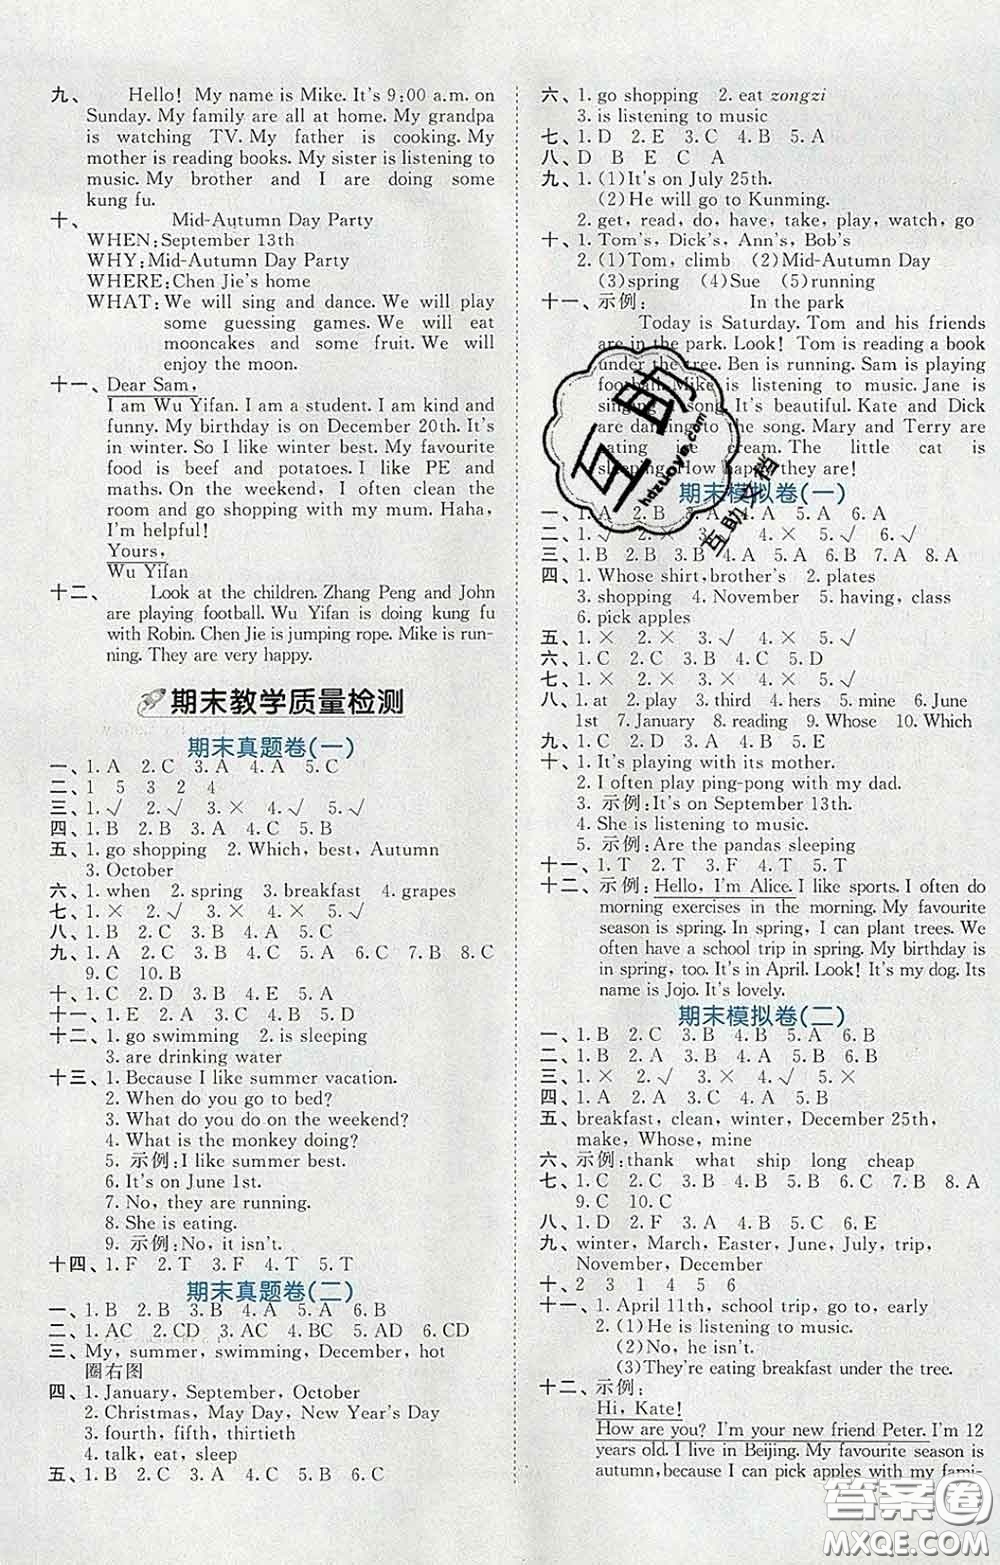 九、 Hello! My name is Mike. It's 9:00 a.m. on
Sunday. My family are all at home. My grandpa
is watching TV. My father is cooking. My
mother is reading books. My sister is listening to
music. My brother and I are doing some
kung fu.
十、 Mid-Autumn Day Party
WHEN:September 13th
WHY:Mid-Autumn Day Party
WHERE:Chen Jie's home
WHAT:We will sing and dance. We will play
some guessing games. We will eat
mooncakes and some fruit. We will
enjoy the moon.
十一、Dear Sam,
I am Wu Yifan. I am a student. I am kind and
funny. My birthday is on December 20th. It's
in winter. So I like winter best. My favourite
food is beef and potatoes. I like PE and
maths. On the weekend, I often clean the
room and go shopping with my mum. Haha,
I'm helpful!
Yours,
Wu Yifan
十二、 Look at the children. Zhang Peng and John
are playing football. Wu Yifan is doing kung fu
with Robin. Chen Jie is jumping rope. Mike is run-
ning. They are very happy.
期末教学质量检测
期末真题卷(一)
一、1. A 2. C 3. A 4. A 5. C
二、1 5 3 2 4
三、1. √ 2. √ 3. × 4. √ 5. √
四、1. B 2. B 3. A 4. C 5. B
五、1. go shopping 2. Which, best, Autumn
3. October
六、1. when 2. spring 3. breakfast 4. grapes
七、1. × 2. √ 3. √ 4. × 5. √
八、1. B 2. C 3. B 4. A 5. C
九、1. A 2. C 3. A 4. A 5. C 6. C 7. B 8. C
9. C 10. B
十、1. C 2. D 3. B 4. E 5. A
十一、1. E 2. A 3. C 4. B 5. D
十二、1. go swimming 2. is sleeping
3. are drinking water
十三、1. Because I like summer vacation.
2. When do you go to bed?
3. What do you do on the weekend?
4. What is the monkey doing?
5. 示例:I like summer best.
6. It's on June 1st.
7. No, they are running.
8. She is eating.
9. 示例:No, it isn't.
十四、1. F 2. T 3. F 4. T 5. T
期末真题卷(二)
一、1. B 2. B 3. B 4. A 5. A 6. B
二、1. AC 2. CD 3. AB 4. BC 5. AD 6. CD
三、My, summer, swimming, December, hot
圈右图
四、1. January, September, October
2. Christmas, May Day, New Year's Day
3. fourth, fifth, thirtieth
4. talk, eat, sleep
五、1. B 2. C 3. A 4. C 5. B 6. C
六、1. go shopping 2. eat zongzi
3. is listening to music
七、1. D 2. E 3. C 4. B 5. A
八、D B E C A
九、1. (1)It's on July 25th.
(2)He will go to Kunming.
2. get, read, do, have, take, play, watch, go
十、1. Tom's, Dick's, Ann's, Bob's
2. (1)Tom, climb (2)Mid-Autumn Day
(3)spring (4)Sue (5)running
十一、示例: In the park
Today is Saturday. Tom and his friends
are in the park. Look! Tom is reading a book
under the tree. Ben is running. Sam is playing
football. Mike is listening to music. Jane is
singing a song. It's beautiful. Kate and Dick
are dancing to the song. Mary and Terry are
eating ice cream. The little cat is
sleeping. How happy they are!
期末模拟卷(一)
一、1. A 2. B 3. A 4. A 5. A 6. A
二、1. √ 2. × 3. √ 4. × 5. √ 6. √
三、1. B 2. B 3. B 4. A 5. A 6. B 7. A 8. A
四、1. Whose shirt, brother's 2. plates
3. shopping 4. November 5. having, class
6. pick apples
五、1. × 2. × 3. √ 4. × 5. √
六、1. C 2. C 3. B 4. B 5. C
七、1. × 2. × 3. √ 4. × 5. √
八、1. at 2. play 3. third 4. hers 5. mine 6. June
1st 7. January 8. reading 9. Whose 10. Which
九、1. C 2. D 3. A 4. B 5. E
十、1. It's playing with its mother.
2. I often play ping-pong with my dad.
3. 示例:It's on September 13th.
4. She is listening to music.
5. 示例:Are the pandas sleeping
十一、1. T 2. T 3. F 4. T 5. T
十二、示例:Hello, I'm Alice. I like sports. I often do
morning exercises in the morning. My favourite
season is spring. In spring, I can plant trees. We
often have a school trip in spring. My birthday is
in spring, too. It's in April. Look! It's my dog. Its
name is Jojo. It's lovely.
期末模拟卷(二)
一、1. B 2. C 3. B 4. B 5. A 6. B
二、1. B 2. A 3. A 4. B 5. C
三、1. × 2. √ 3. × 4. × 5. √
四、1. A 2. A 3. C 4. A 5. B
五、breakfast, clean, winter, December 25th,
make, Whose, mine
六、示例:thank what ship long cheap
七、1. C 2. C 3. B 4. B 5. A 6. B 7. B 8. A
9. C 10. C
八、1. D 2. F 3. A 4. B 5. C 6. E
九、winter, March, Easter, June, July, trip,
November, December
十、2 3 1 4 5 6
十一、1. April 11th, school trip, go to, early
2. (1)He is listening to music.
(2)No, he isn't.
(3)They're eating breakfast under the tree.
十二、示例:
Hi, Kate!
How are you? I'm your new friend Peter. I'm 12
years old. I live in Beijing. My favourite season is
autumn, because I can pick apples with my fami-
互助
hdzuoye.com
互助文档
答案圈
MXQE.COM